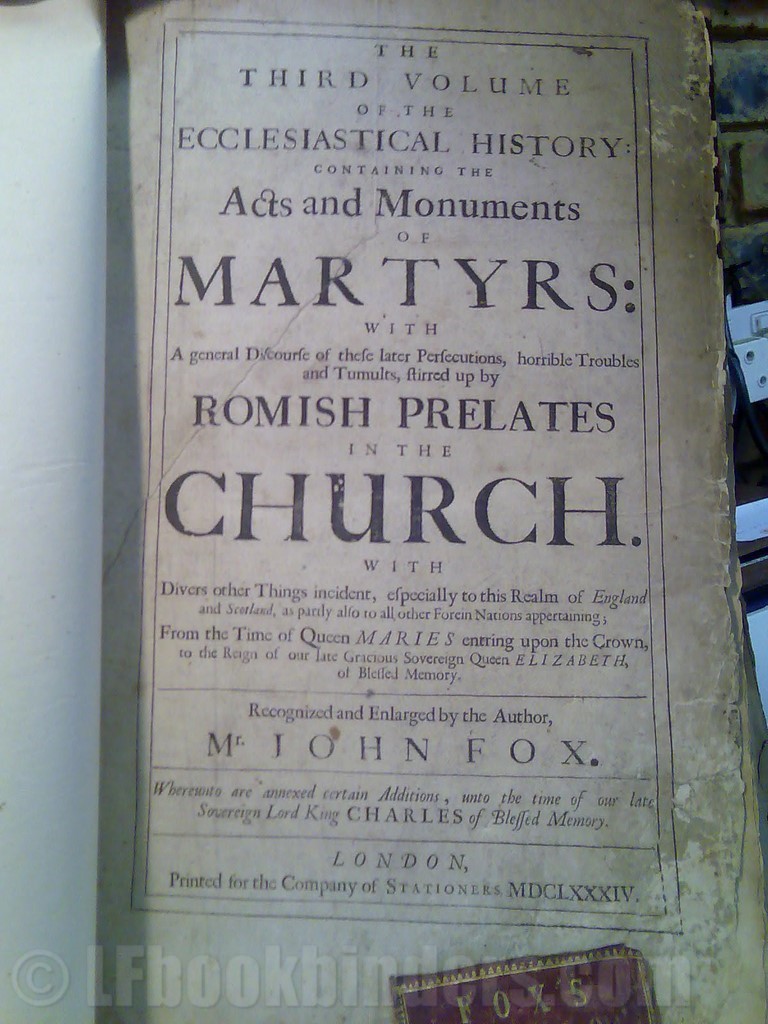 THE
THIRD VOLUME
OF THE
ECCLESIASTICAL HISTORY:
CONTAINING THE
Acts and Monuments
OF
MARTYRS:
WITH
A general Diſcourſe of theſe later Perſecutions, horrible Troubles
and Tumults, ſtirred up by
ROMISH PRELATES
IN THE
CHURCH.
WITH
Divers other Things incident, eſpecially to this Realm of England
and Scotland, as partly alſo to all other Forein Nations appertaining;
From the Time of Queen MARIES entring upon the Crown,
to the Reign of our late Gracious Sovereign Queen ELIZABETH,
of Bleſſed Memory.
Recognized and Enlarged by the Author,
Mr. JOHN FOX.
Whereunto are annexed certain Additions, unto the time of our late
Sovereign Lord King CHARLES of Bleſſed Memory.
LONDON,
Printed for the Company of STATIONERS MDCLXXXIV.
FOX'S
© LFbookbinders.com